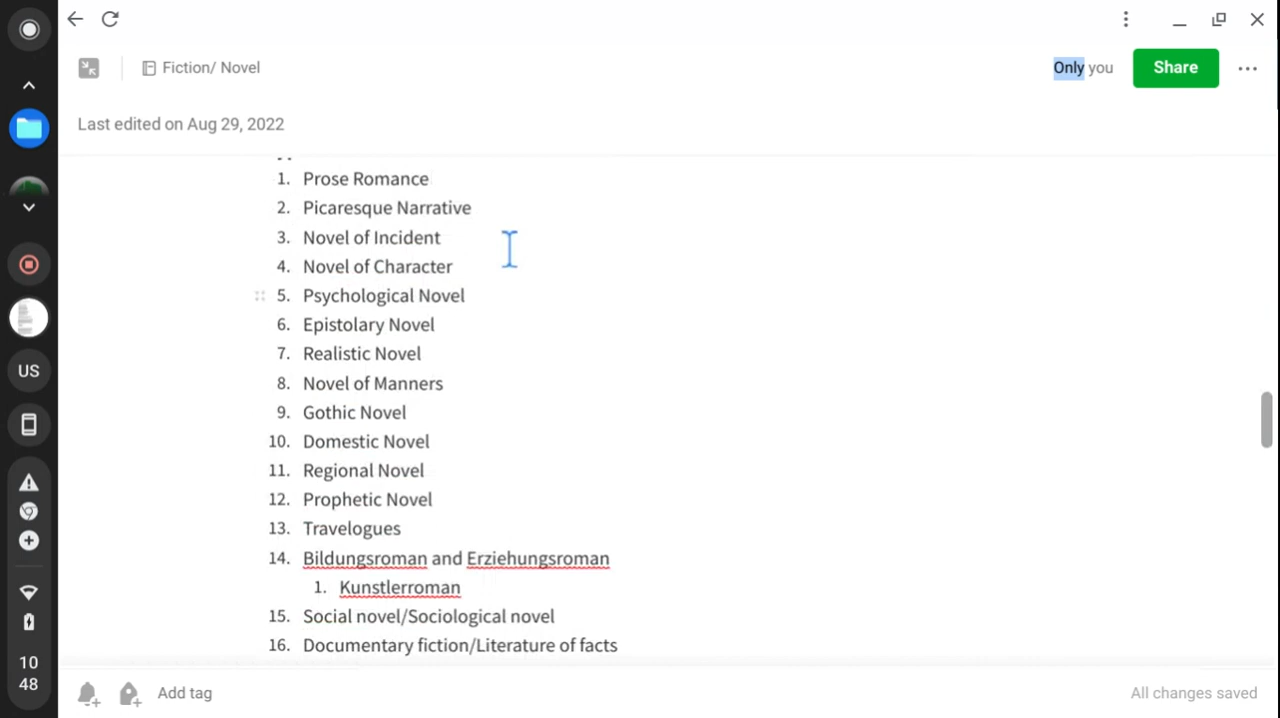 Fiction/ Novel
Only you
Share
Last edited on Aug 29, 2022
1. Prose Romance
2. Picaresque Narrative
3. Novel of Incident
4. Novel of Character
5. Psychological Novel
6. Epistolary Novel
7. Realistic Novel
8. Novel of Manners
9. Gothic Novel
10. Domestic Novel
11. Regional Novel
12. Prophetic Novel
13. Travelogues
14. Bildungsroman and Erziehungsroman
1. Kunstlerroman
15. Social novel/Sociological novel
16. Documentary fiction/Literature of facts
US
10
48
Add tag
All changes saved